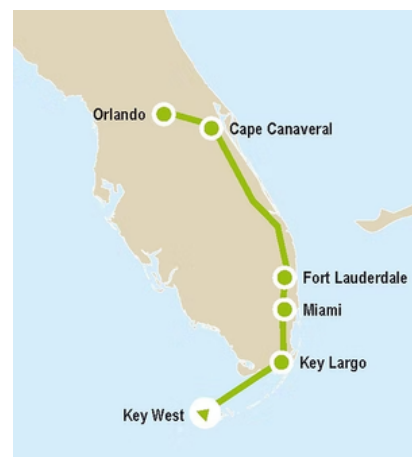 Orlando
Cape Canaveral
Fort Lauderdale
Miami
Key Largo
Key West